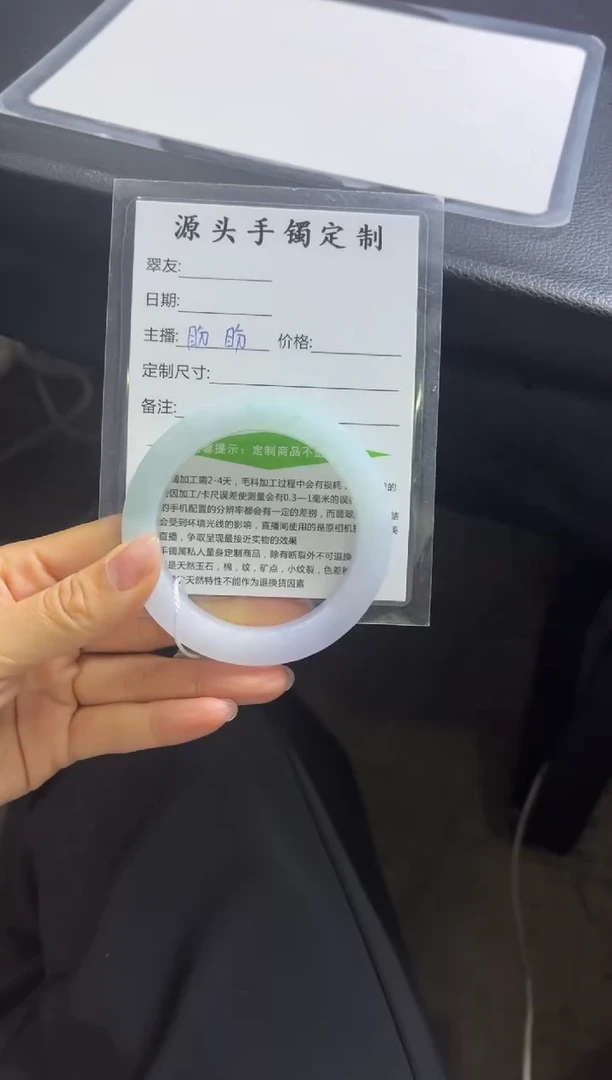 源头手镯定制
翠友:
日期:
主播: 盼盼 价格:
定制尺寸:
备注:
提示：定制商品不
加工需2-4天，毛料加工过程中会有损耗，
因加工/卡尺误差使测量会有0.3—1毫米的误
的手机配置的分辨率都会有一定的差别，而翡翠
会受到环境光线的影响，直播间使用的是原相机
直播，争取呈现最接近实物的效果
手镯属私人量身定制商品，除有断裂外不可退换
是天然玉石，棉，纹，矿点，小纹裂，色差
天然特性不能作为退换货因素